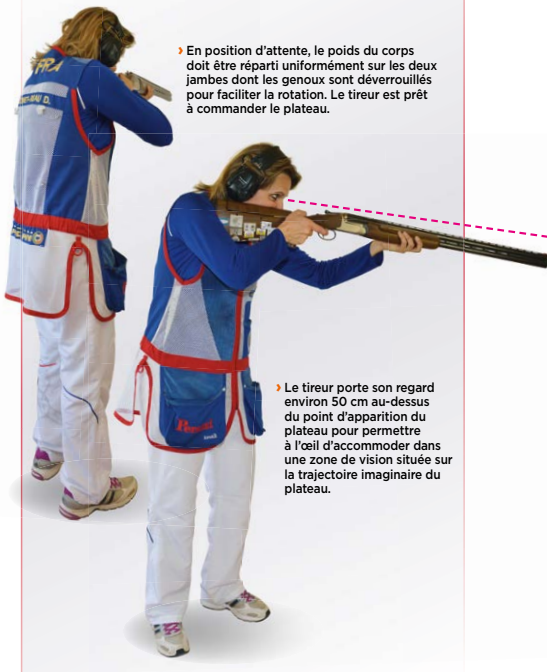 › En position d'attente, le poids du corps
doit être réparti uniformément sur les deux
jambes dont les genoux sont déverrouillés
pour faciliter la rotation. Le tireur est prêt
à commander le plateau.
FRA
› Le tireur porte son regard
environ 50 cm au-dessus
du point d'apparition du
plateau pour permettre
à l'œil d'accommoder dans
une zone de vision située sur
la trajectoire imaginaire du
plateau.